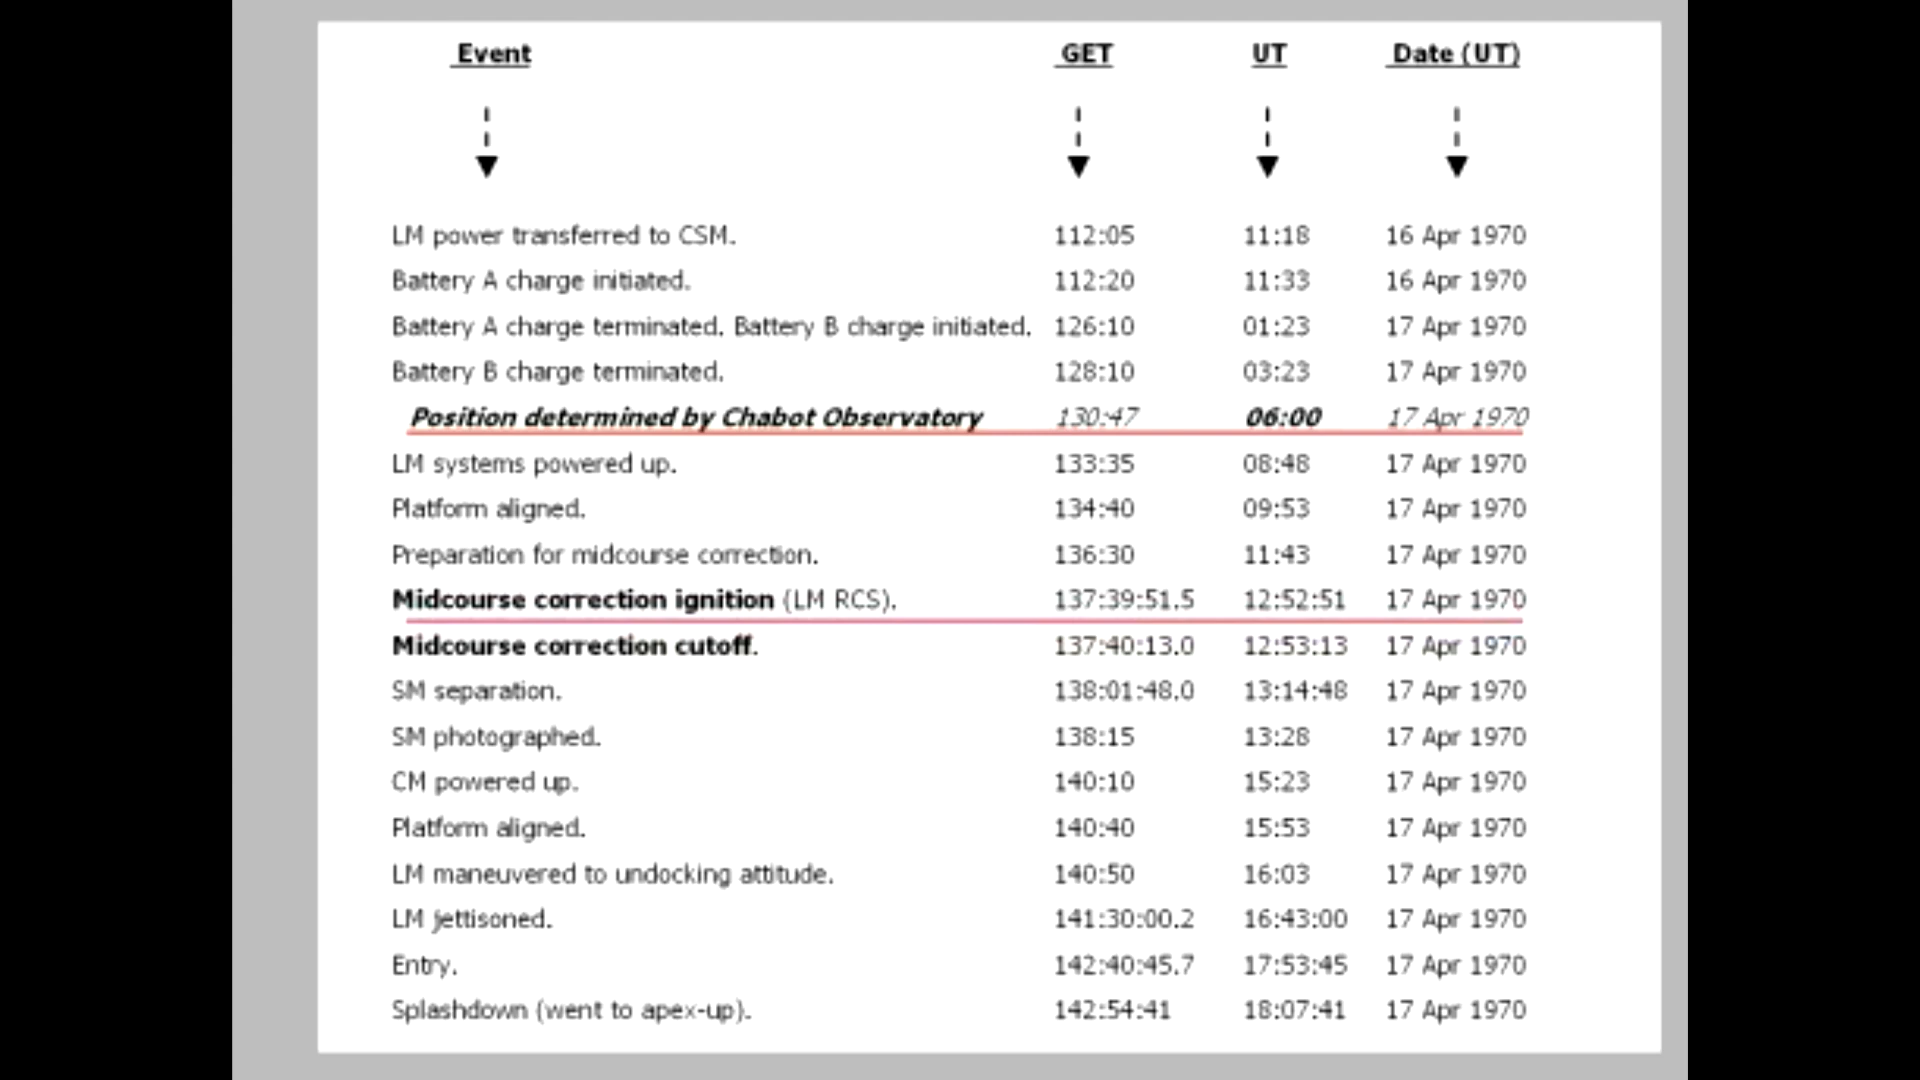 Event GET UT Date (UT)
LM power transferred to CSM. 112:05 11:18 16 Apr 1970
Battery A charge initiated. 112:20 11:33 16 Apr 1970
Battery A charge terminated. Battery B charge initiated. 126:10 01:23 17 Apr 1970
Battery B charge terminated. 128:10 03:23 17 Apr 1970
Position determined by Chabot Observatory 130:47 06:00 17 Apr 1970
LM systems powered up. 133:35 08:48 17 Apr 1970
Platform aligned. 134:40 09:53 17 Apr 1970
Preparation for midcourse correction. 136:30 11:43 17 Apr 1970
Midcourse correction ignition (LM RCS). 137:39:51.5 12:52:51 17 Apr 1970
Midcourse correction cutoff. 137:40:13.0 12:53:13 17 Apr 1970
SM separation. 138:01:48.0 13:14:48 17 Apr 1970
SM photographed. 138:15 13:28 17 Apr 1970
CM powered up. 140:10 15:23 17 Apr 1970
Platform aligned. 140:40 15:53 17 Apr 1970
LM maneuvered to undocking attitude. 140:50 16:03 17 Apr 1970
LM jettisoned. 141:30:00.2 16:43:00 17 Apr 1970
Entry. 142:40:45.7 17:53:45 17 Apr 1970
Splashdown (went to apex-up). 142:54:41 18:07:41 17 Apr 1970